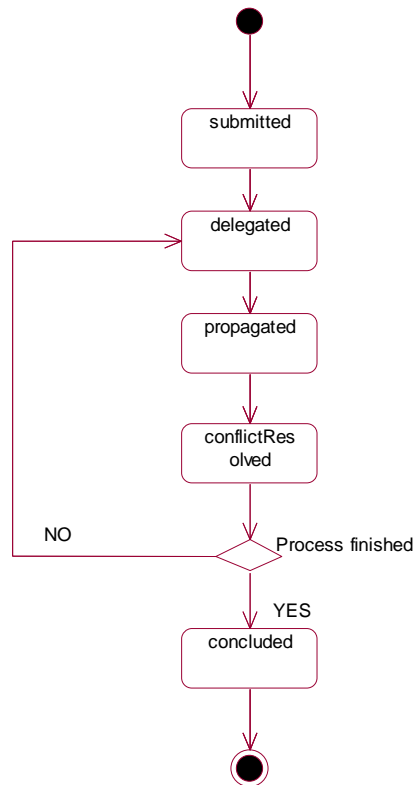 submitted
delegated
propagated
conflictRes
olved
NO
Process finished
YES
concluded